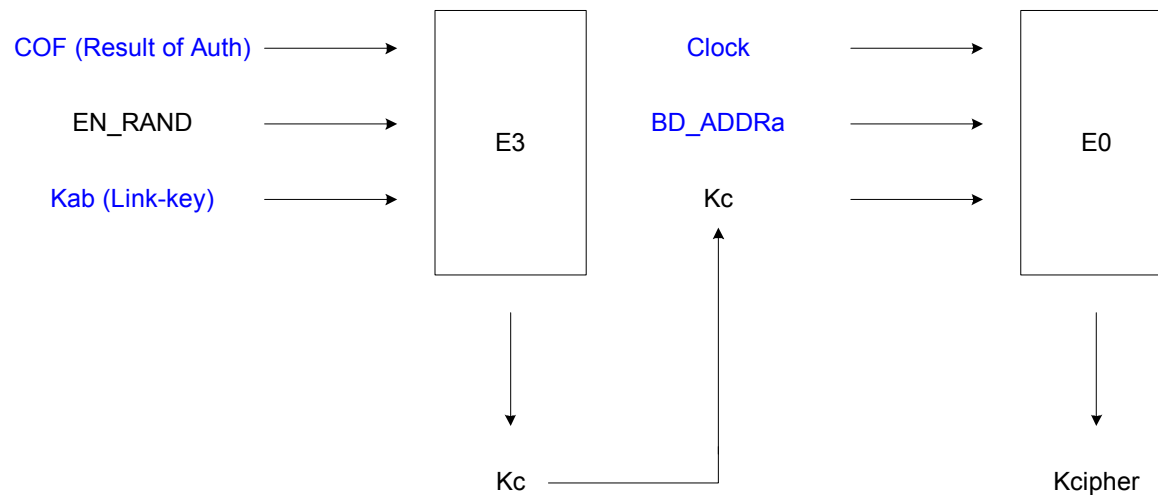 COF (Result of Auth)
EN_RAND
Kab (Link-key)
E3
Kc
Clock
BD_ADDRa
Kc
E0
Kcipher